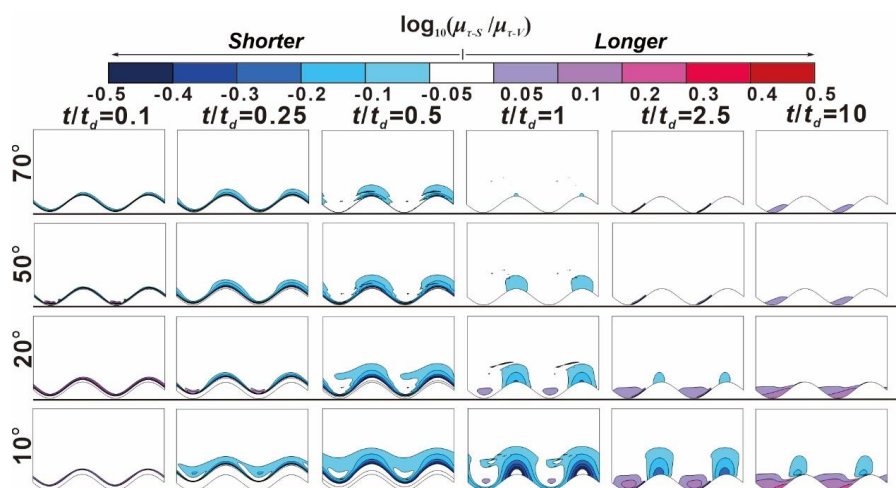 log₁₀(μτ-S /μτ-V)
Shorter Longer
-0.5 -0.4 -0.3 -0.2 -0.1 -0.05 0.05 0.1 0.2 0.3 0.4 0.5
t/td=0.1 t/td=0.25 t/td=0.5 t/td=1 t/td=2.5 t/td=10
70°
50°
20°
10°